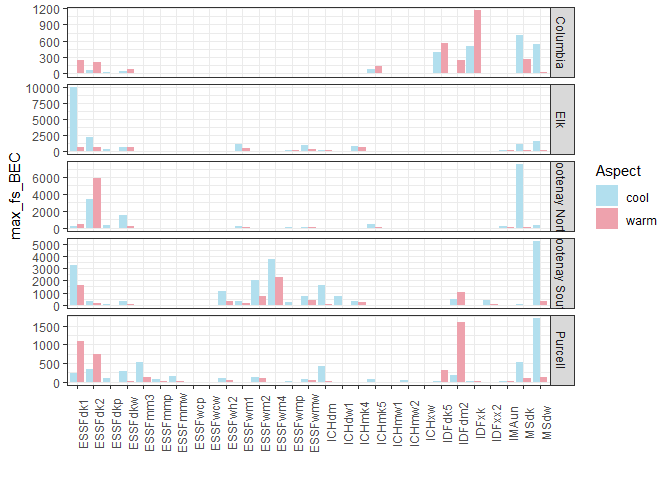 max_fs_BEC
1200
900
600
300
0
Columbia
10000
7500
5000
2500
0
Elk
6000
4000
2000
0
ootenay Nort
5000
4000
3000
2000
1000
0
ootenay Sout
1500
1000
500
0
Purcell
ESSFdk1
ESSFdk2
ESSFdkp
ESSFdkw
ESSFmm3
ESSFmmp
ESSFmmw
ESSFwcp
ESSFwcw
ESSFwh2
ESSFwm1
ESSFwm2
ESSFwm4
ESSFwmp
ESSFwmw
ICHdm
ICHdw1
ICHmk4
ICHmk5
ICHmw1
ICHmw2
ICHxw
IDFdk5
IDFdm2
IDFxk
IDFxx2
IMAun
MSdk
MSdw
Aspect
cool
warm